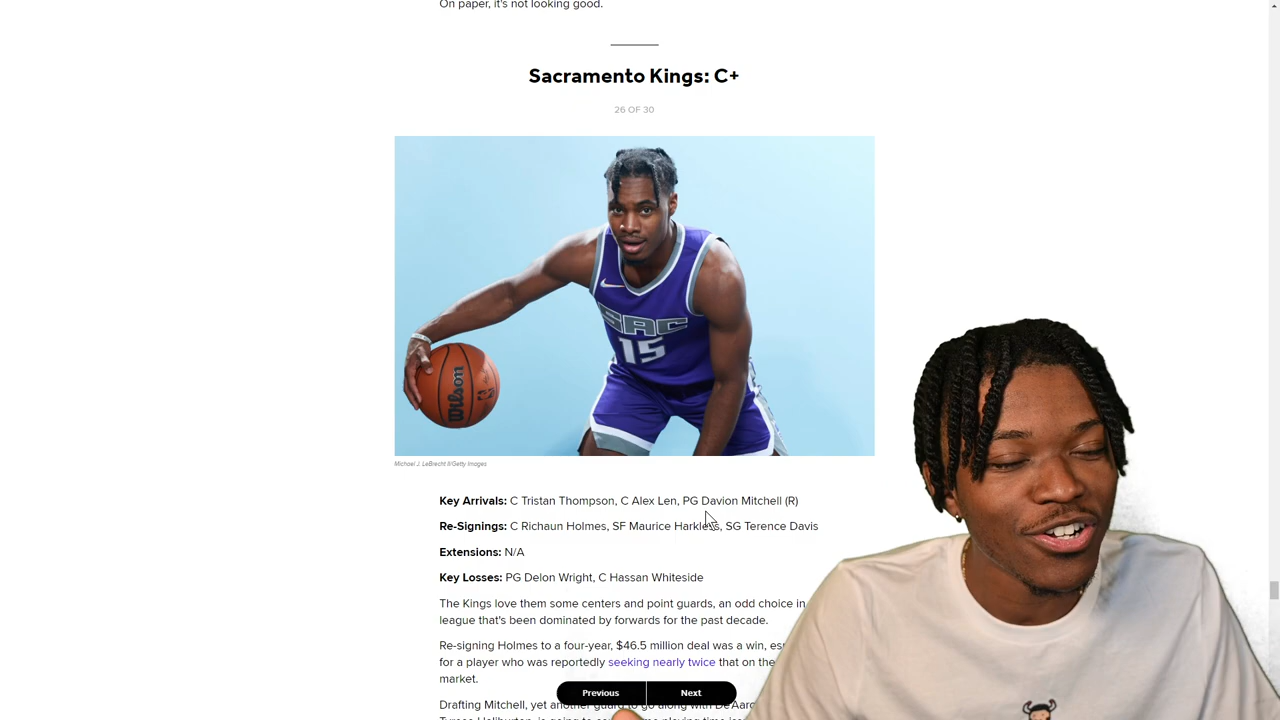 On paper, it's not looking good.
Sacramento Kings: C+
26 OF 30
SAC
15
Wilson
Michael J. LeBrecht II/Getty Images
Key Arrivals: C Tristan Thompson, C Alex Len, PG Davion Mitchell (R)
Re-Signings: C Richaun Holmes, SF Maurice Harkless, SG Terence Davis
Extensions: N/A
Key Losses: PG Delon Wright, C Hassan Whiteside
The Kings love them some centers and point guards, an odd choice in
league that's been dominated by forwards for the past decade.
Re-signing Holmes to a four-year, $46.5 million deal was a win,
for a player who was reportedly seeking nearly twice that on the
market.
Previous Next
Drafting Mitchell, yet another guard to go along with De'Aaro